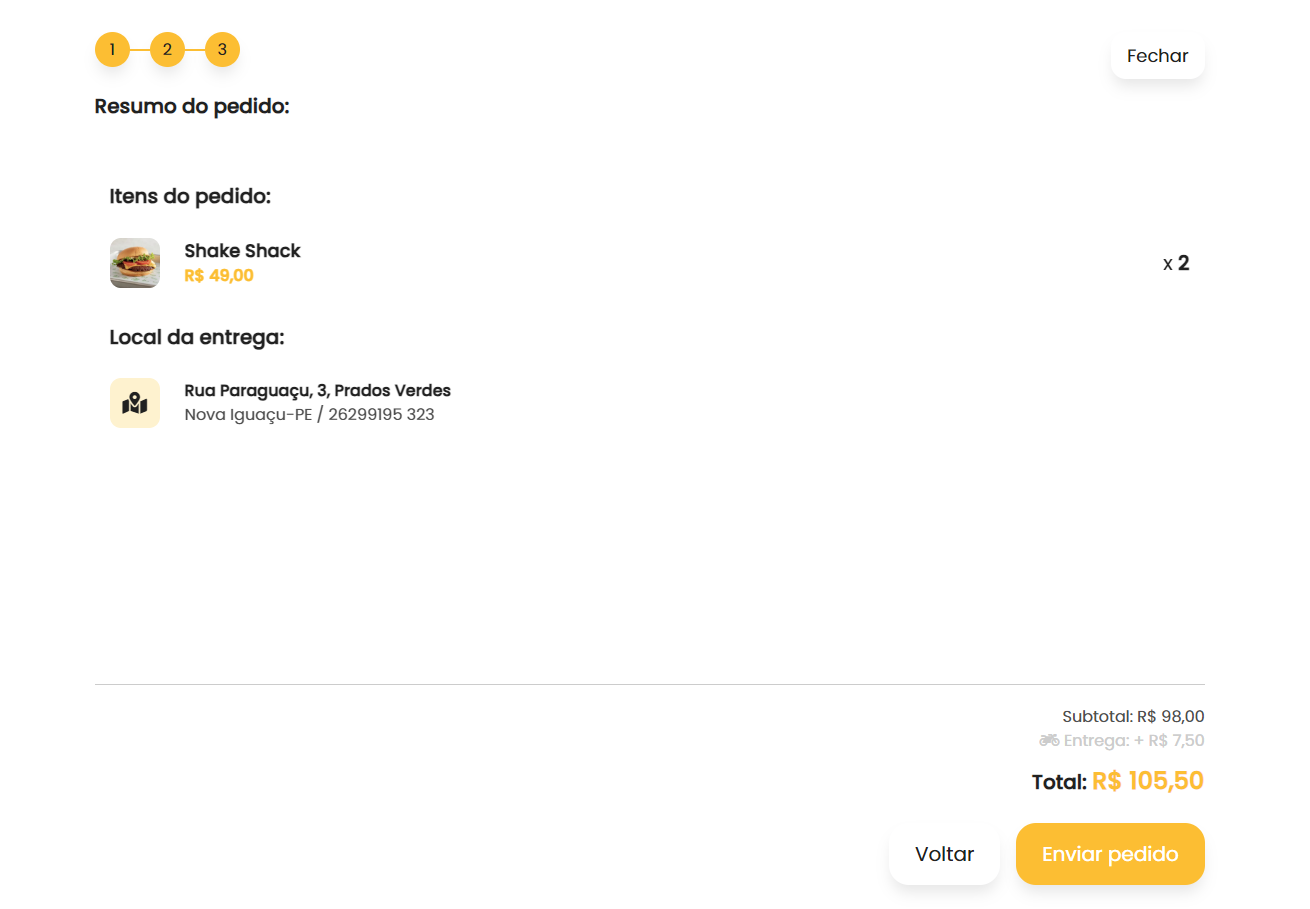 1 2 3
Fechar
Resumo do pedido:
Itens do pedido:
Shake Shack
R$ 49,00
x 2
Local da entrega:
Rua Paraguaçu, 3, Prados Verdes
Nova Iguaçu-PE / 26299195 323
Subtotal: R$ 98,00
Entrega: + R$ 7,50
Total: R$ 105,50
Voltar
Enviar pedido